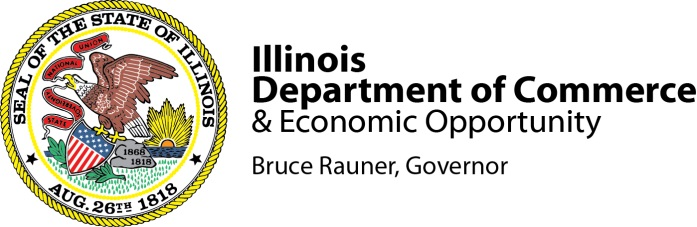 SEAL OF THE STATE OF ILLINOIS
AUG. 26TH 1818
STATE
NATIONAL
UNION
1868
1818
Illinois
Department of Commerce
& Economic Opportunity
Bruce Rauner, Governor